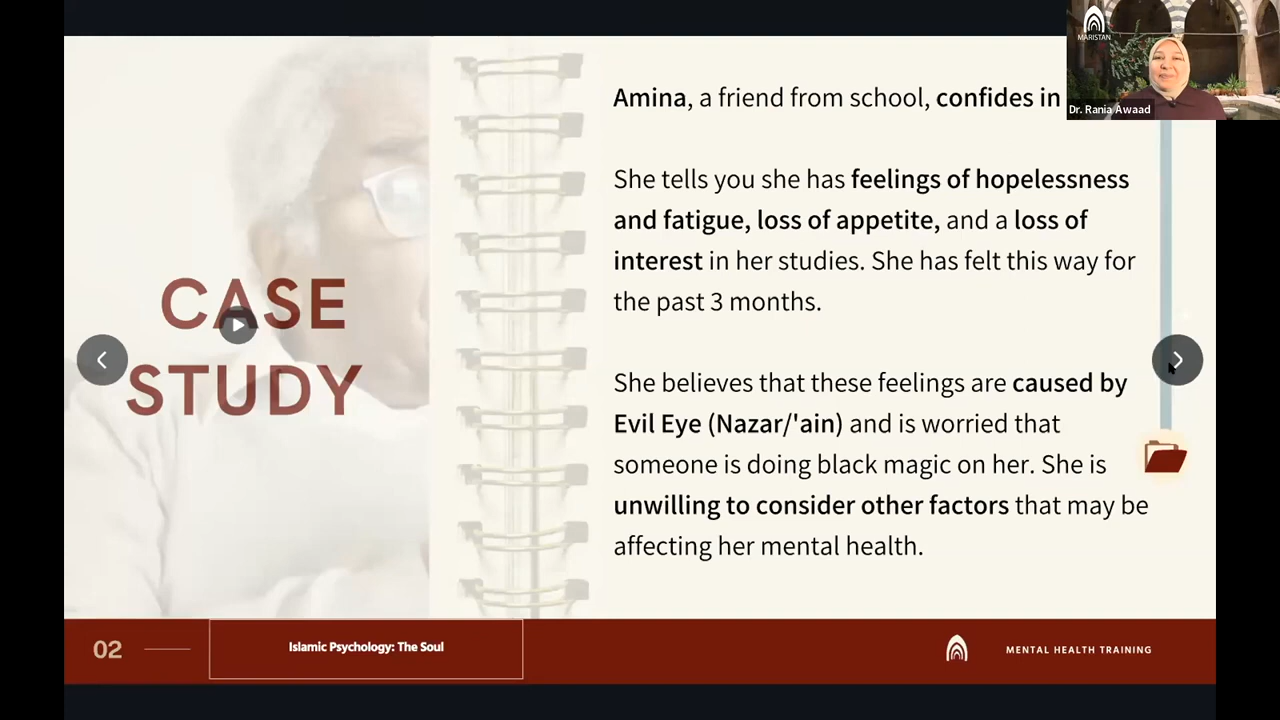 MARISTAN
Dr. Rania Awaad
CASE
STUDY
Amina, a friend from school, confides in
She tells you she has feelings of hopelessness
and fatigue, loss of appetite, and a loss of
interest in her studies. She has felt this way for
the past 3 months.
She believes that these feelings are caused by
Evil Eye (Nazar/'ain) and is worried that
someone is doing black magic on her. She is
unwilling to consider other factors that may be
affecting her mental health.
02
Islamic Psychology: The Soul
MENTAL HEALTH TRAINING